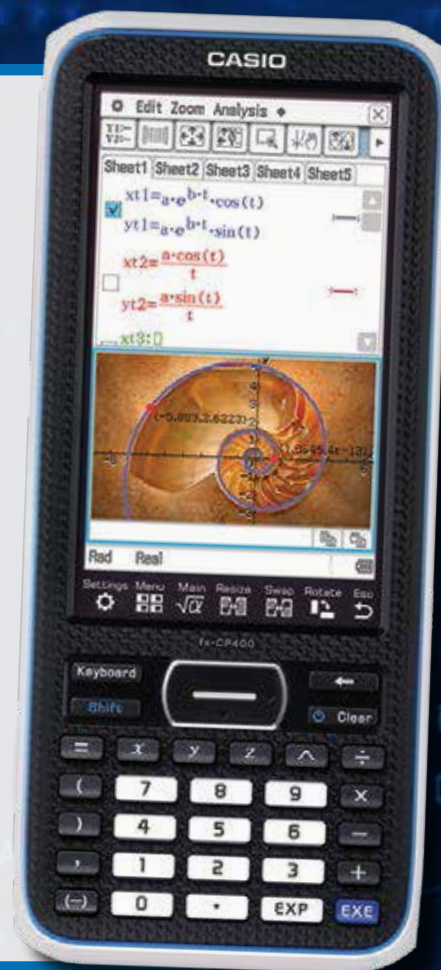 CASIO
Edit Zoom Analysis
Y1:=
Y2:=
Sheet1 Sheet2 Sheet3 Sheet4 Sheet5
xt1=a·e^b·t·cos(t)
yt1=a·e^b·t·sin(t)
xt2=a·cos(t)/t
yt2=a·sin(t)/t
xt3:
y
Rad Real
Settings Menu Main Resize Swap Rotate Esc
√α
fx-CP400
Keyboard
Shift Clear
= x y z ^ ÷
( 7 8 9 ×
) 4 5 6 −
, 1 2 3 +
(−) 0 . EXP EXE